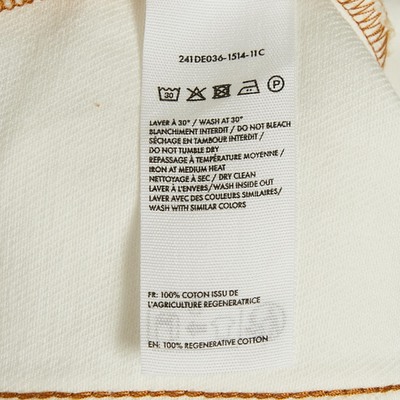 241DE036-1514-11C
30 P
LAVER À 30° / WASH AT 30°
BLANCHIMENT INTERDIT / DO NOT BLEACH
SÉCHAGE EN TAMBOUR INTERDIT /
DO NOT TUMBLE DRY
REPASSAGE À TEMPÉRATURE MOYENNE /
IRON AT MEDIUM HEAT
NETTOYAGE À SEC / DRY CLEAN
LAVER À L'ENVERS/WASH INSIDE OUT
LAVER AVEC DES COULEURS SIMILAIRES/
WASH WITH SIMILAR COLORS
FR: 100% COTON ISSU DE
L'AGRICULTURE REGENERATRICE
EN: 100% REGENERATIVE COTTON